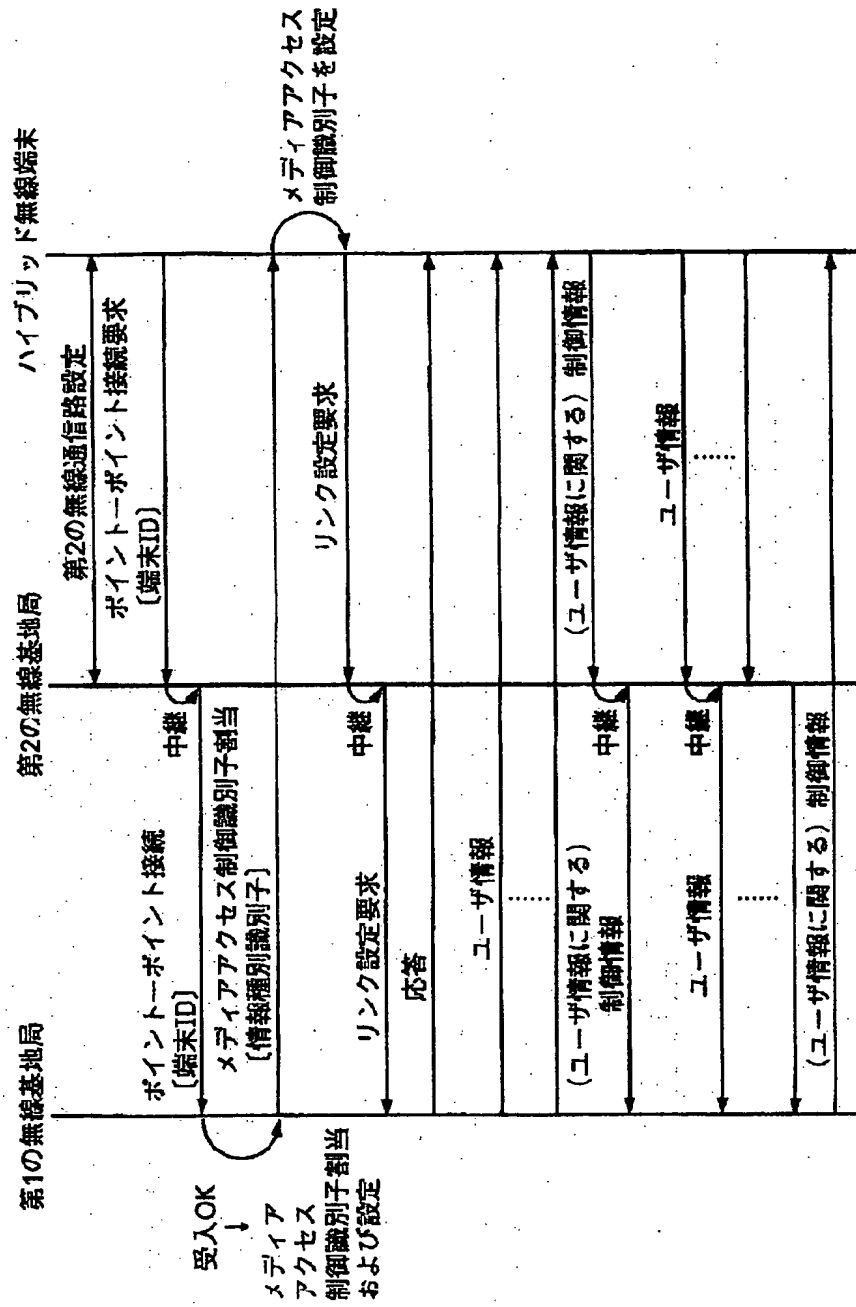 第1の無線基地局
第2の無線基地局
ハイブリッド無線端末
第2の無線通信路設定
ポイントーポイント接続要求
〔端末ID〕
中継
ポイントーポイント接続
〔端末ID〕
受入OK
↓
メディア
アクセス
制御識別子割当
および設定
メディアアクセス制御識別子割当
〔情報種別識別子〕
メディアアクセス
制御識別子を設定
リンク設定要求
中継
リンク設定要求
応答
ユーザ情報
……
(ユーザ情報に関する) 制御情報
中継
(ユーザ情報に関する)
制御情報
ユーザ情報
中継
ユーザ情報
……
……
(ユーザ情報に関する) 制御情報